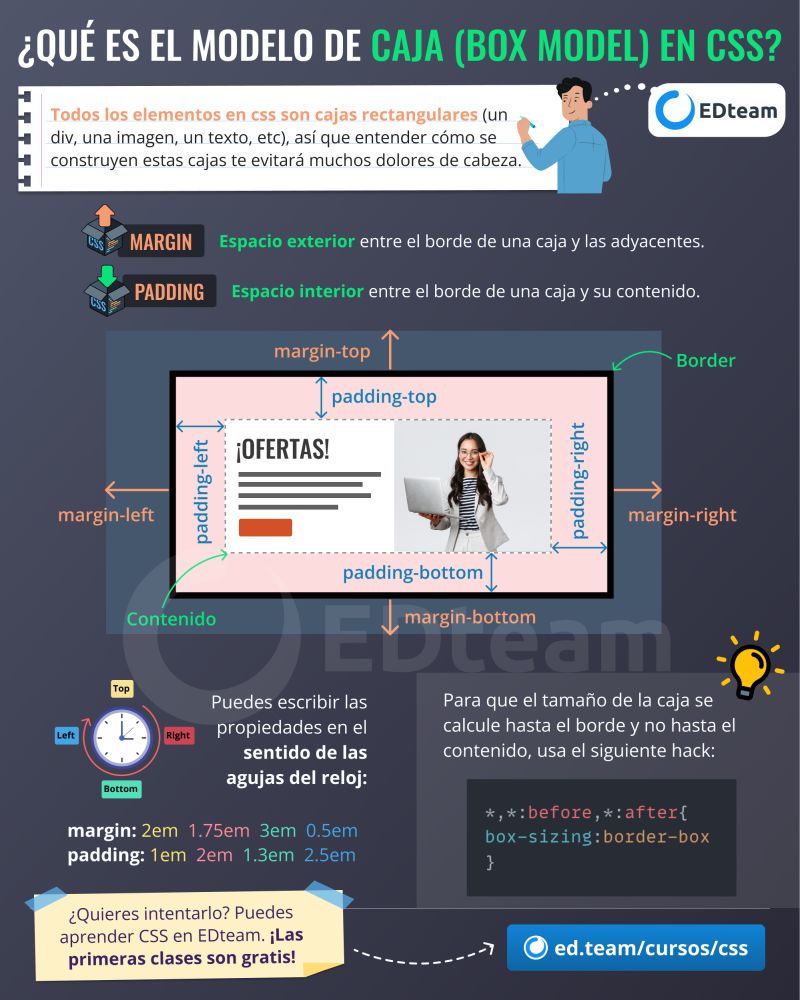 ¿QUÉ ES EL MODELO DE CAJA (BOX MODEL) EN CSS?
Todos los elementos en css son cajas rectangulares (un
div, una imagen, un texto, etc), así que entender cómo se
construyen estas cajas te evitará muchos dolores de cabeza.
EDteam
CSS
MARGIN
Espacio exterior entre el borde de una caja y las adyacentes.
CSS
PADDING
Espacio interior entre el borde de una caja y su contenido.
margin-top
Border
padding-top
padding-left
¡OFERTAS!
padding-right
margin-left
margin-right
padding-bottom
Contenido
margin-bottom
EDteam
Top
Left
Right
Bottom
Puedes escribir las
propiedades en el
sentido de las
agujas del reloj:
margin: 2em 1.75em 3em 0.5em
padding: 1em 2em 1.3em 2.5em
Para que el tamaño de la caja se
calcule hasta el borde y no hasta el
contenido, usa el siguiente hack:
*,*:before,*:after{
box-sizing:border-box
}
¿Quieres intentarlo? Puedes
aprender CSS en EDteam. ¡Las
primeras clases son gratis!
ed.team/cursos/css